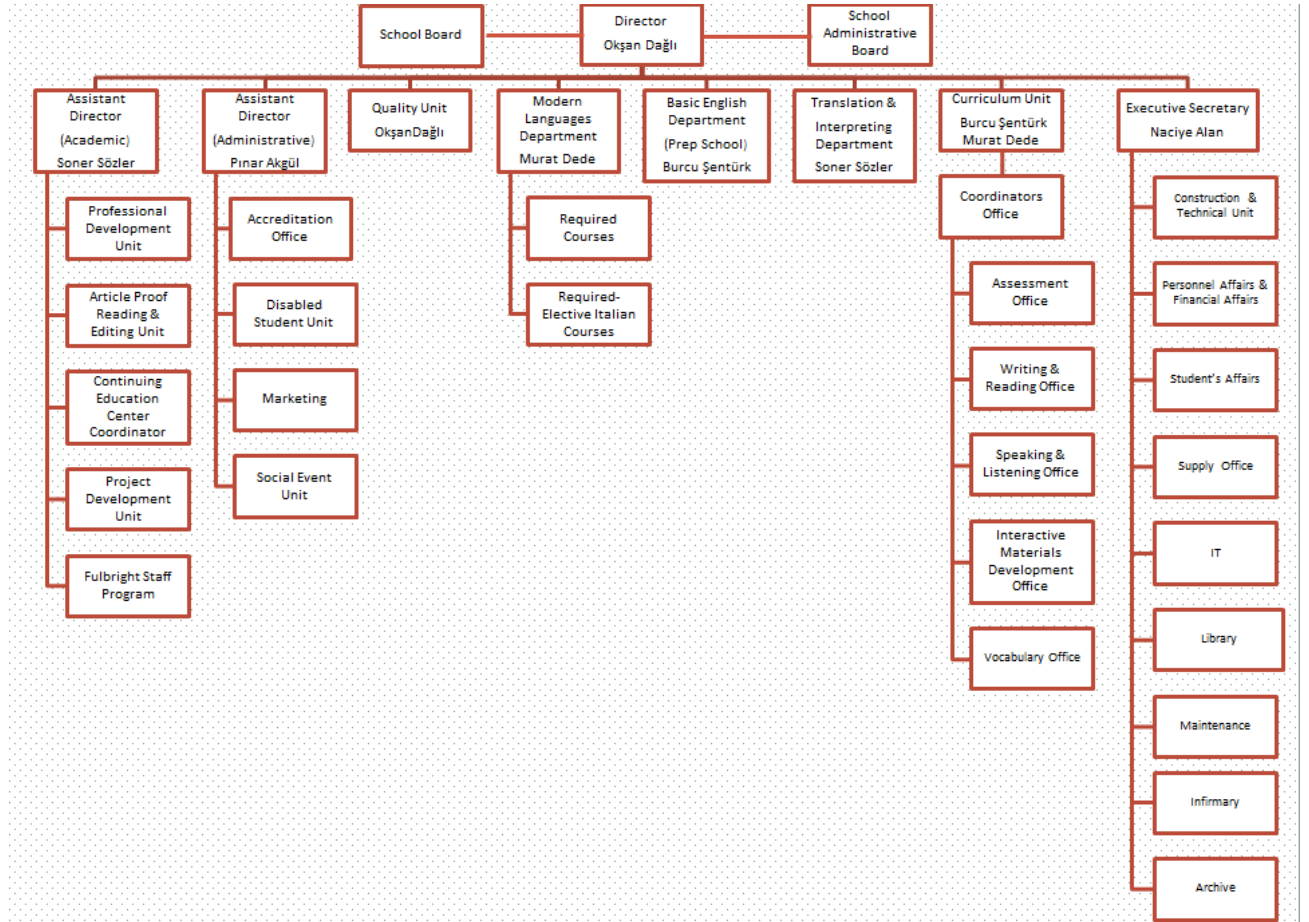 School Board
Director
Okşan Dağlı
School
Administrative
Board
Assistant
Director
(Academic)
Soner Sözler
Assistant
Director
(Administrative)
Pınar Akgül
Quality Unit
OkşanDağlı
Modern
Languages
Department
Murat Dede
Basic English
Department
(Prep School)
Burcu Şentürk
Translation &
Interpreting
Department
Soner Sözler
Curriculum Unit
Burcu Şentürk
Murat Dede
Executive Secretary
Naciye Alan
Professional
Development
Unit
Article Proof
Reading &
Editing Unit
Continuing
Education
Center
Coordinator
Project
Development
Unit
Fulbright Staff
Program
Accreditation
Office
Disabled
Student Unit
Marketing
Social Event
Unit
Required
Courses
Required-
Elective Italian
Courses
Coordinators
Office
Assessment
Office
Writing &
Reading Office
Speaking &
Listening Office
Interactive
Materials
Development
Office
Vocabulary Office
Construction &
Technical Unit
Personnel Affairs &
Financial Affairs
Student's Affairs
Supply Office
IT
Library
Maintenance
Infirmary
Archive